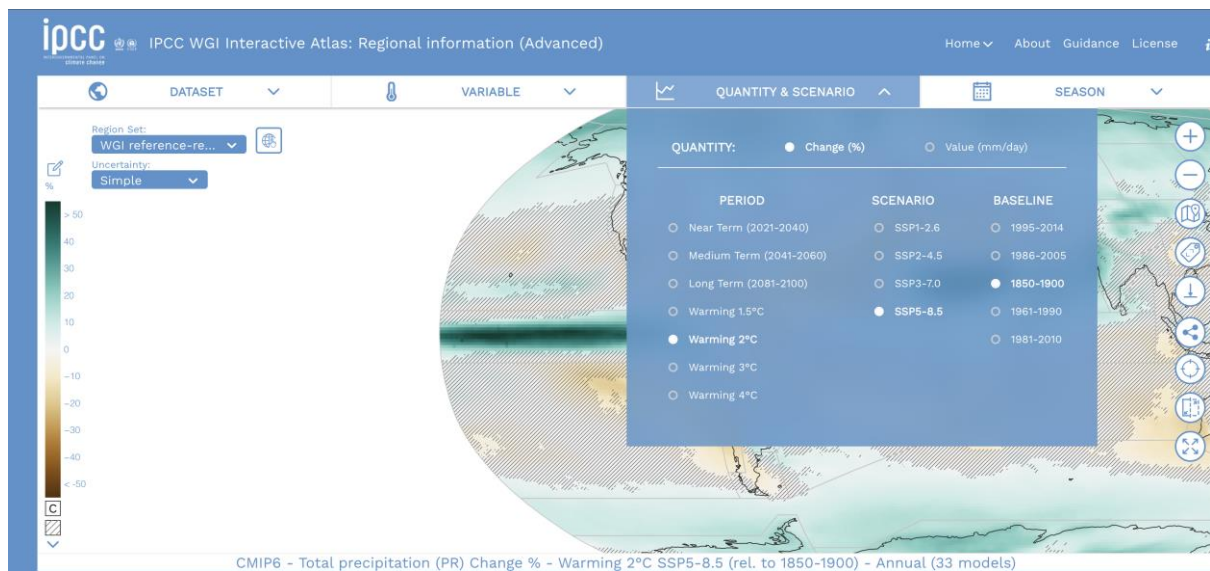 ipcc
INTERGOVERNMENTAL PANEL ON
climate change
IPCC WGI Interactive Atlas: Regional information (Advanced)
Home About Guidance License
DATASET VARIABLE QUANTITY & SCENARIO SEASON
Region Set:
WGI reference-re...
Uncertainty:
Simple
%
> 50
40
30
20
10
0
-10
-20
-30
-40
< -50
C
QUANTITY: Change (%) Value (mm/day)
PERIOD SCENARIO BASELINE
Near Term (2021-2040) SSP1-2.6 1995-2014
Medium Term (2041-2060) SSP2-4.5 1986-2005
Long Term (2081-2100) SSP3-7.0 1850-1900
Warming 1.5°C SSP5-8.5 1961-1990
Warming 2°C 1981-2010
Warming 3°C
Warming 4°C
CMIP6 - Total precipitation (PR) Change % - Warming 2°C SSP5-8.5 (rel. to 1850-1900) - Annual (33 models)